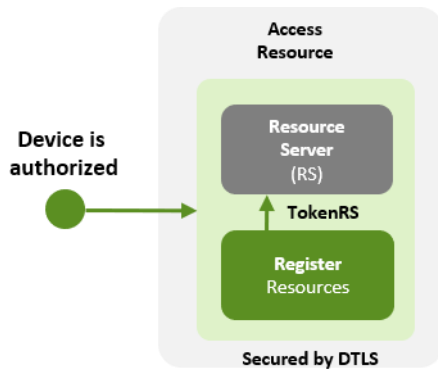 Access
Resource
Device is
authorized
Resource
Server
(RS)
TokenRS
Register
Resources
Secured by DTLS